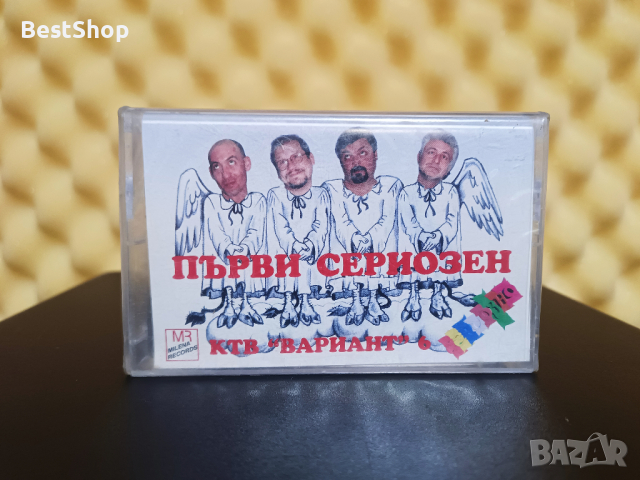 BestShop
ПЪРВИ СЕРИОЗЕН
MR
MILENA
RECORDS
КТВ "ВАРИАНТ" 6
BAZAR